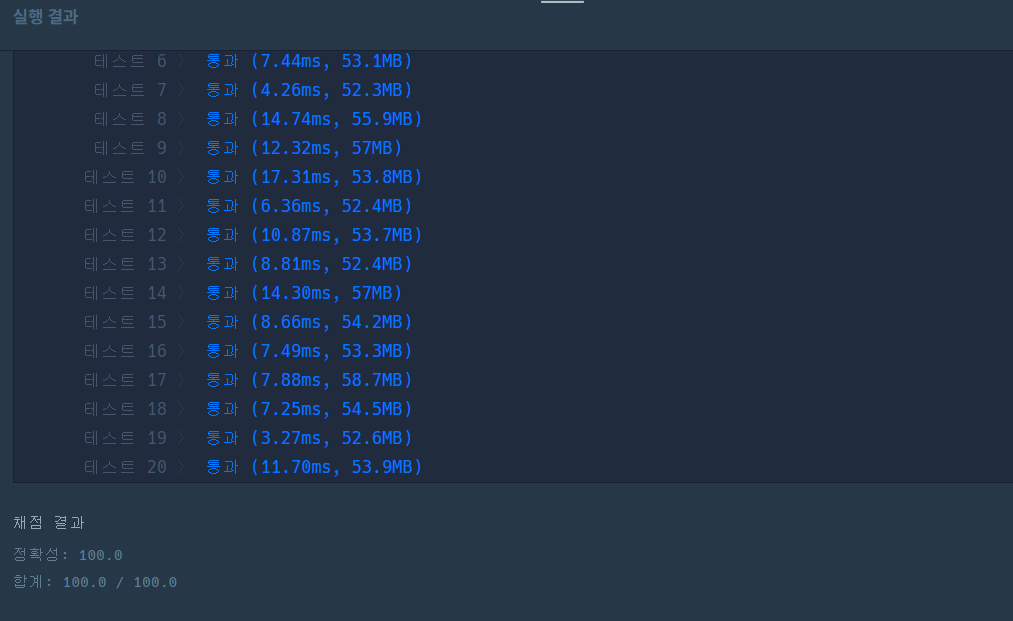 실행 결과
테스트 6 〉 통과 (7.44ms, 53.1MB)
테스트 7 〉 통과 (4.26ms, 52.3MB)
테스트 8 〉 통과 (14.74ms, 55.9MB)
테스트 9 〉 통과 (12.32ms, 57MB)
테스트 10 〉 통과 (17.31ms, 53.8MB)
테스트 11 〉 통과 (6.36ms, 52.4MB)
테스트 12 〉 통과 (10.87ms, 53.7MB)
테스트 13 〉 통과 (8.81ms, 52.4MB)
테스트 14 〉 통과 (14.30ms, 57MB)
테스트 15 〉 통과 (8.66ms, 54.2MB)
테스트 16 〉 통과 (7.49ms, 53.3MB)
테스트 17 〉 통과 (7.88ms, 58.7MB)
테스트 18 〉 통과 (7.25ms, 54.5MB)
테스트 19 〉 통과 (3.27ms, 52.6MB)
테스트 20 〉 통과 (11.70ms, 53.9MB)
채점 결과
정확성: 100.0
합계: 100.0 / 100.0